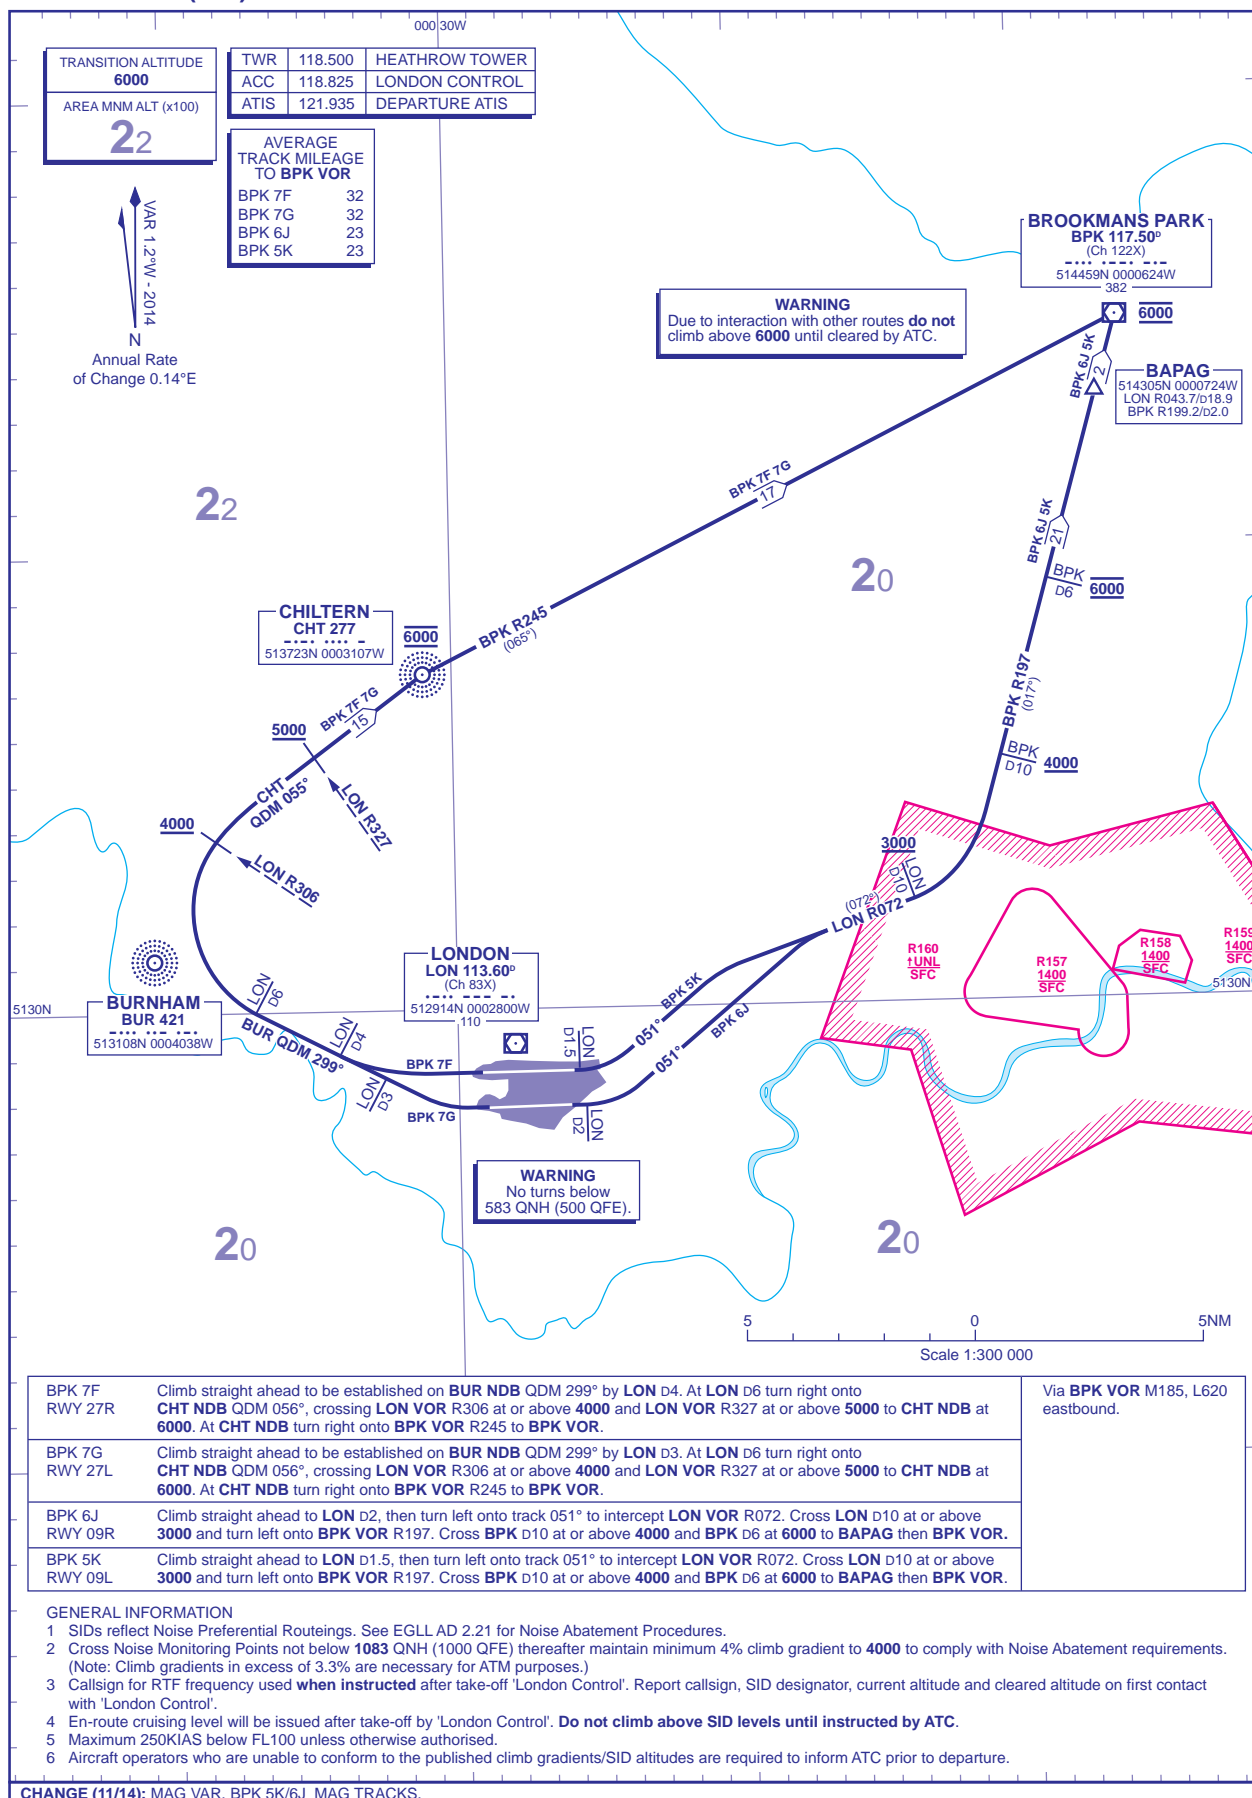 000 30W
TRANSITION ALTITUDE
6000
AREA MNM ALT (x100)
22
TWR 118.500 HEATHROW TOWER
ACC 118.825 LONDON CONTROL
ATIS 121.935 DEPARTURE ATIS
AVERAGE
TRACK MILEAGE
TO BPK VOR
BPK 7F 32
BPK 7G 32
BPK 6J 23
BPK 5K 23
VAR 1.2°W - 2014
N
Annual Rate
of Change 0.14°E
BROOKMANS PARK
BPK 117.50D
(Ch 122X)
514459N 0000624W
382
6000
WARNING
Due to interaction with other routes do not
climb above 6000 until cleared by ATC.
BPK 6J 5K
2
BAPAG
514305N 0000724W
LON R043.7/D18.9
BPK R199.2/D2.0
BPK 7F 7G
17
22
20
BPK 6J 5K
21
BPK
D6
6000
CHILTERN
CHT 277
513723N 0003107W
6000
BPK R245
(065°)
BPK R197
(017°)
BPK 7F 7G
15
5000
BPK
D10
4000
CHT
QDM 055°
LON R327
4000
LON R306
3000
LON
D10
(072°)
LON R072
R160
↑UNL
SFC
R157
1400
SFC
R158
1400
SFC
R159
1400
SFC
5130N
5130N
LONDON
LON 113.60D
(Ch 83X)
512914N 0002800W
110
BURNHAM
BUR 421
513108N 0004038W
LON
D6
BUR QDM 299°
LON
D4
BPK 7F
LON
D3
BPK 7G
LON
D1.5
LON
D2
051°
BPK 5K
051°
BPK 6J
WARNING
No turns below
583 QNH (500 QFE).
20
20
5 0 5NM
Scale 1:300 000
BPK 7F Climb straight ahead to be established on BUR NDB QDM 299° by LON D4. At LON D6 turn right onto
RWY 27R CHT NDB QDM 056°, crossing LON VOR R306 at or above 4000 and LON VOR R327 at or above 5000 to CHT NDB at
6000. At CHT NDB turn right onto BPK VOR R245 to BPK VOR.
Via BPK VOR M185, L620
eastbound.
BPK 7G Climb straight ahead to be established on BUR NDB QDM 299° by LON D3. At LON D6 turn right onto
RWY 27L CHT NDB QDM 056°, crossing LON VOR R306 at or above 4000 and LON VOR R327 at or above 5000 to CHT NDB at
6000. At CHT NDB turn right onto BPK VOR R245 to BPK VOR.
BPK 6J Climb straight ahead to LON D2, then turn left onto track 051° to intercept LON VOR R072. Cross LON D10 at or above
RWY 09R 3000 and turn left onto BPK VOR R197. Cross BPK D10 at or above 4000 and BPK D6 at 6000 to BAPAG then BPK VOR.
BPK 5K Climb straight ahead to LON D1.5, then turn left onto track 051° to intercept LON VOR R072. Cross LON D10 at or above
RWY 09L 3000 and turn left onto BPK VOR R197. Cross BPK D10 at or above 4000 and BPK D6 at 6000 to BAPAG then BPK VOR.
GENERAL INFORMATION
1 SIDs reflect Noise Preferential Routeings. See EGLL AD 2.21 for Noise Abatement Procedures.
2 Cross Noise Monitoring Points not below 1083 QNH (1000 QFE) thereafter maintain minimum 4% climb gradient to 4000 to comply with Noise Abatement requirements.
(Note: Climb gradients in excess of 3.3% are necessary for ATM purposes.)
3 Callsign for RTF frequency used when instructed after take-off 'London Control'. Report callsign, SID designator, current altitude and cleared altitude on first contact
with 'London Control'.
4 En-route cruising level will be issued after take-off by 'London Control'. Do not climb above SID levels until instructed by ATC.
5 Maximum 250KIAS below FL100 unless otherwise authorised.
6 Aircraft operators who are unable to conform to the published climb gradients/SID altitudes are required to inform ATC prior to departure.
CHANGE (11/14): MAG VAR. BPK 5K/6J. MAG TRACKS.